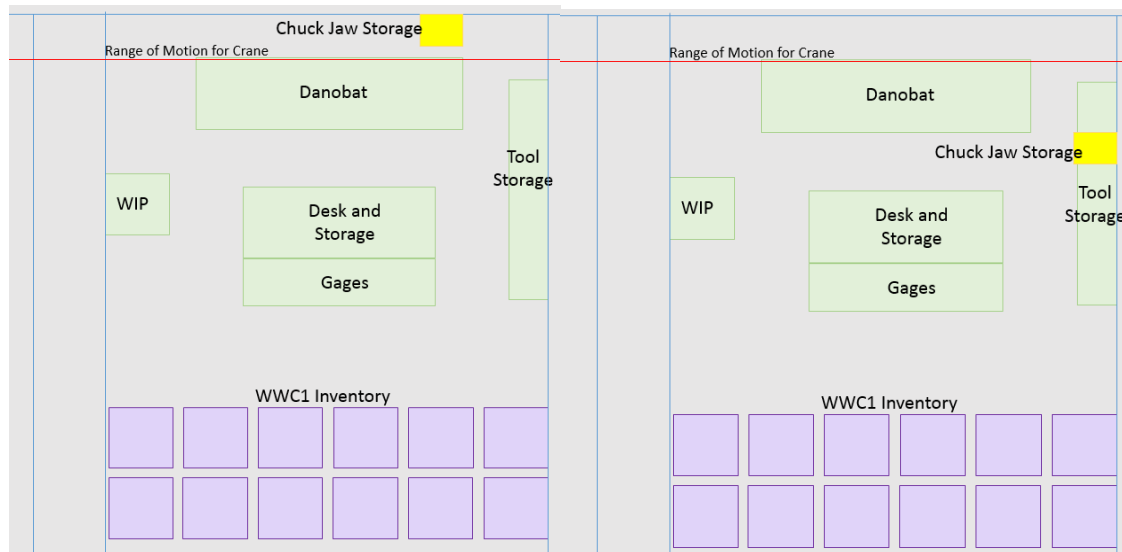 Chuck Jaw Storage
Range of Motion for Crane
Danobat
Tool
Storage
WIP
Desk and
Storage
Gages
WWC1 Inventory
Range of Motion for Crane
Danobat
Chuck Jaw Storage
Tool
Storage
WIP
Desk and
Storage
Gages
WWC1 Inventory